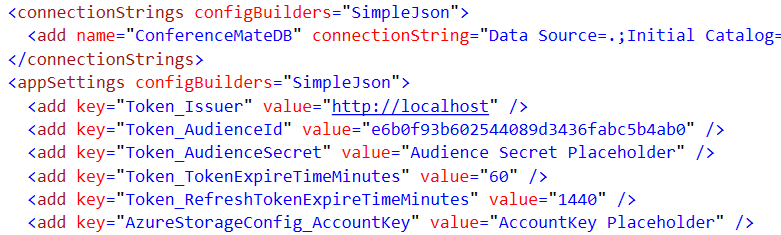 <connectionStrings configBuilders="SimpleJson">
<add name="ConferenceMateDB" connectionString="Data Source=.;Initial Catalog=
</connectionStrings>
<appSettings configBuilders="SimpleJson">
<add key="Token_Issuer" value="http://localhost" />
<add key="Token_AudienceId" value="e6b0f93b602544089d3436fabc5b4ab0" />
<add key="Token_AudienceSecret" value="Audience Secret Placeholder" />
<add key="Token_TokenExpireTimeMinutes" value="60" />
<add key="Token_RefreshTokenExpireTimeMinutes" value="1440" />
<add key="AzureStorageConfig_AccountKey" value="AccountKey Placeholder" />